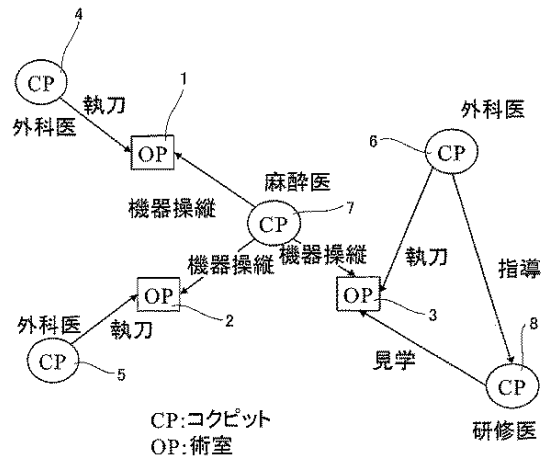 4
CP
執刀
外科医
1
OP
機器操縦
麻酔医
CP
7
機器操縦
機器操縦
OP
2
外科医
執刀
CP
5
外科医
6
CP
執刀
指導
OP
3
見学
8
CP
研修医
CP:コクピット
OP:術室